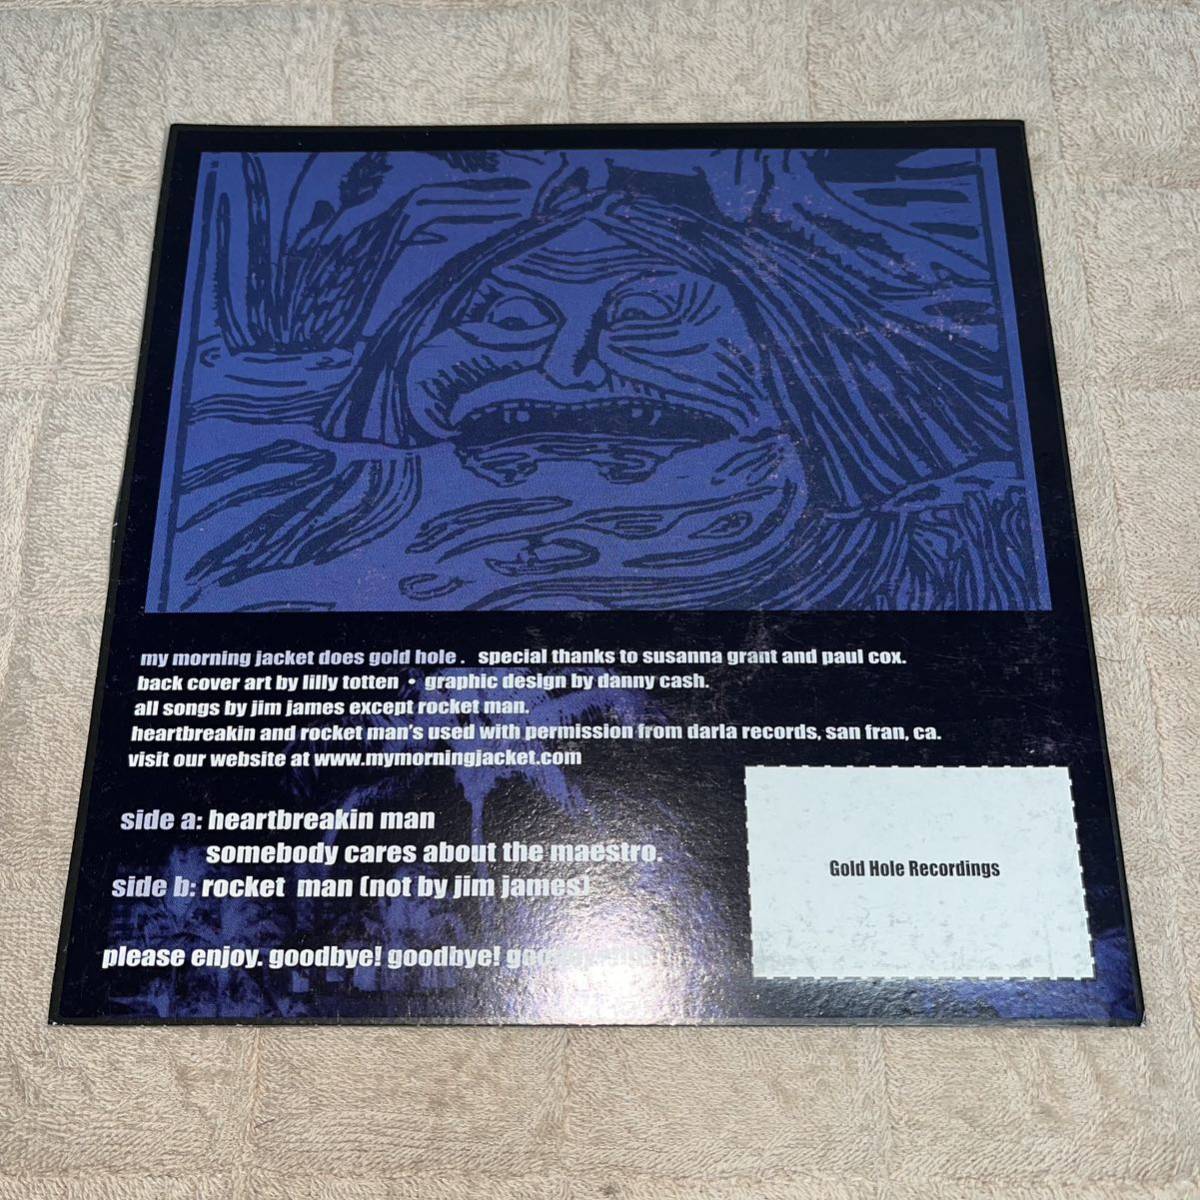 my morning jacket does gold hole.  special thanks to susanna grant and paul cox.
back cover art by lilly totten • graphic design by danny cash.
all songs by jim james except rocket man.
heartbreakin and rocket man's used with permission from darla records, san fran, ca.
visit our website at www.mymorningjacket.com
side a: heartbreakin man
somebody cares about the maestro.
side b: rocket man (not by jim james)
please enjoy. goodbye! goodbye!
Gold Hole Recordings